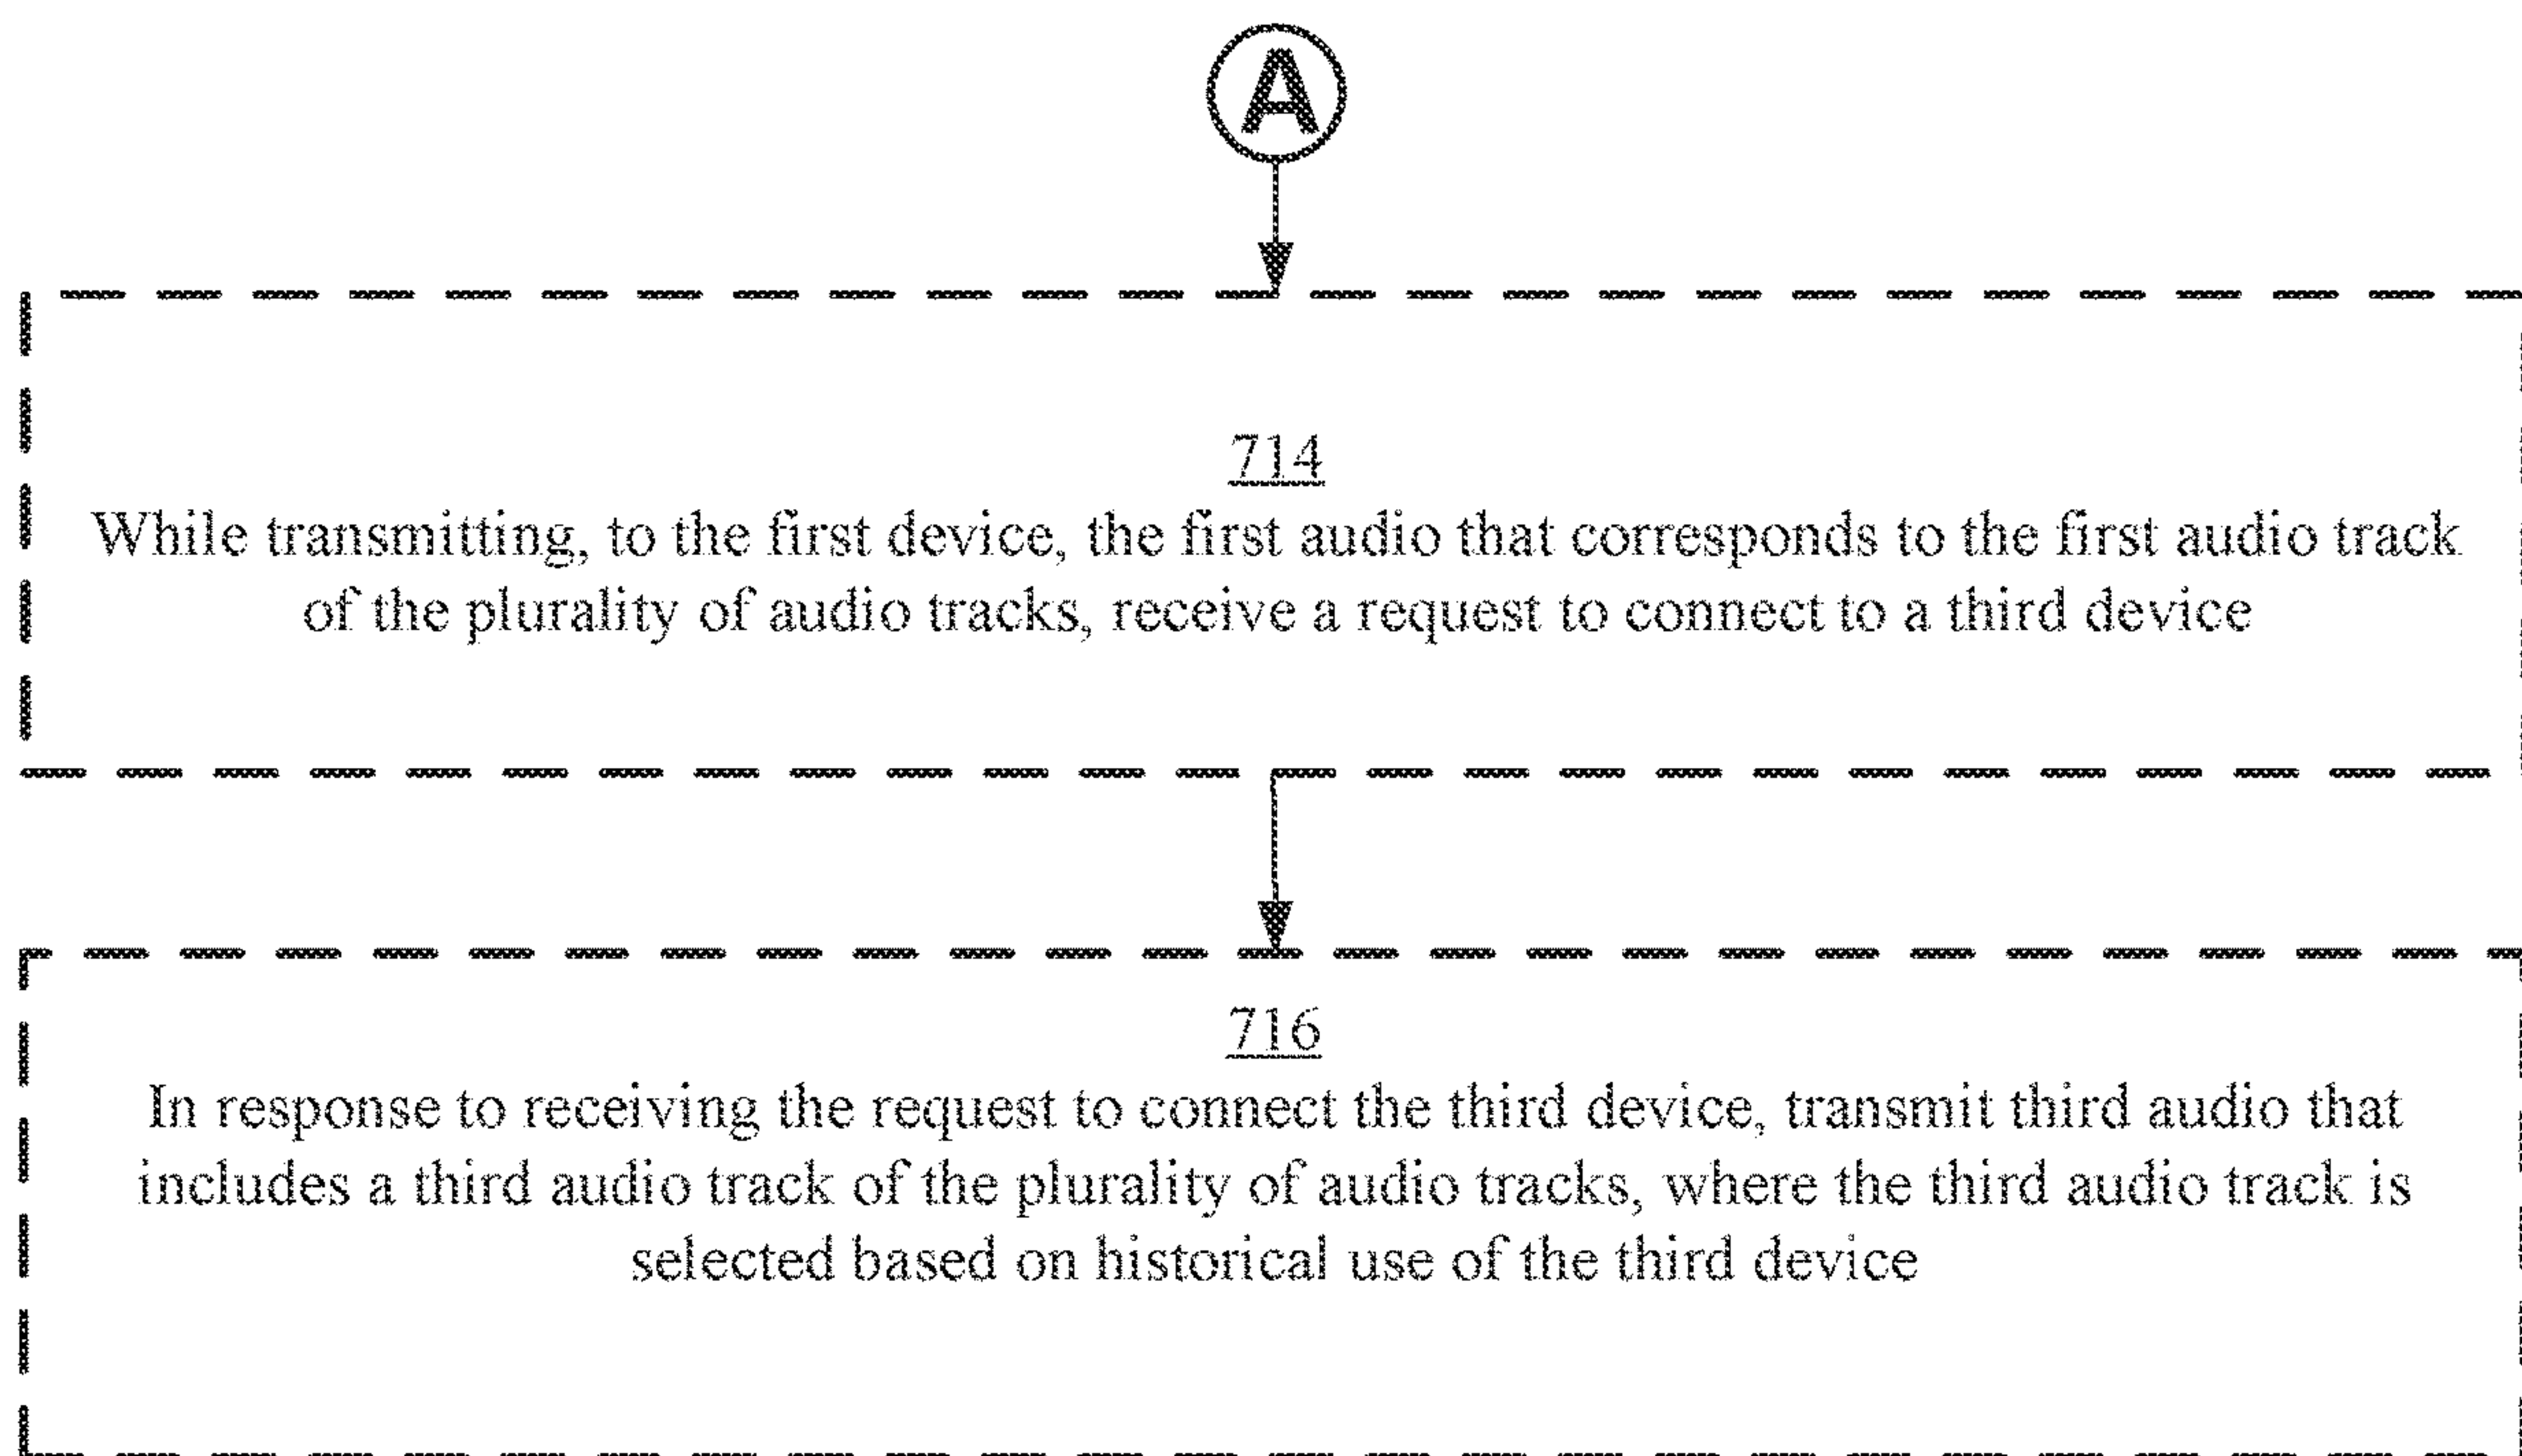 A
714
While transmitting, to the first device, the first audio that corresponds to the first audio track
of the plurality of audio tracks, receive a request to connect to a third device
716
In response to receiving the request to connect the third device, transmit third audio that
includes a third audio track of the plurality of audio tracks, where the third audio track is
selected based on historical use of the third device